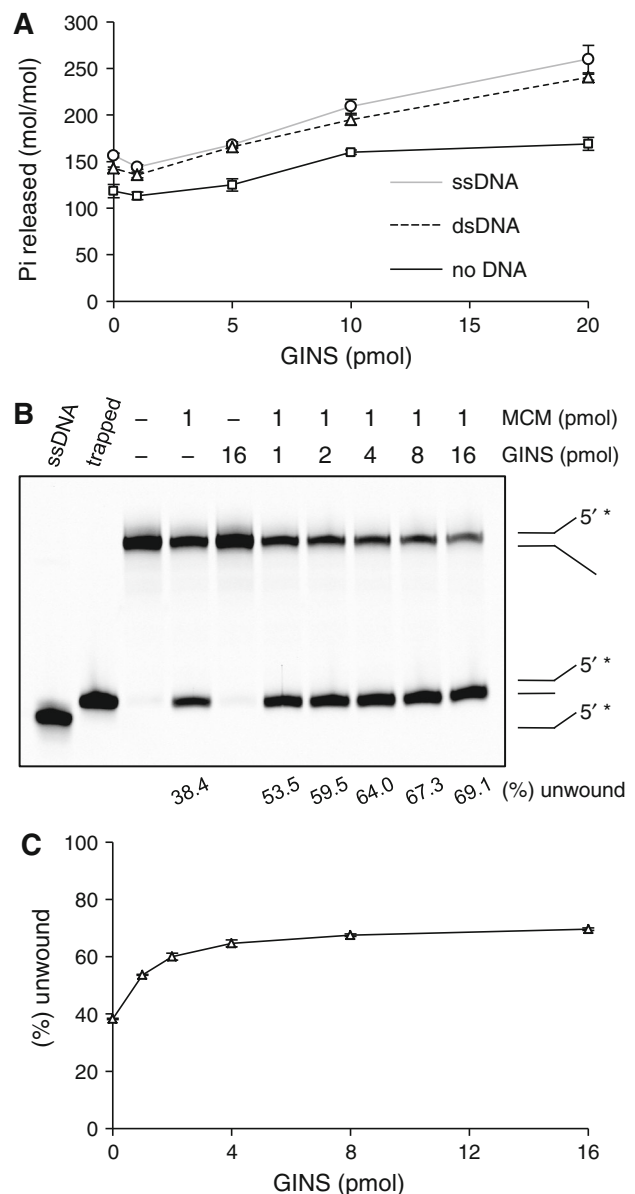 A
Pi released (mol/mol)
300
250
200
150
100
50
0
ssDNA
dsDNA
no DNA
0 5 10 15 20
GINS (pmol)
B
ssDNA trapped – 1 – 1 1 1 1 1 MCM (pmol)
– – 16 1 2 4 8 16 GINS (pmol)
5′ *
5′ *
5′ *
38.4 53.5 59.5 64.0 67.3 69.1 (%) unwound
C
(%) unwound
100
80
60
40
20
0
0 4 8 12 16
GINS (pmol)